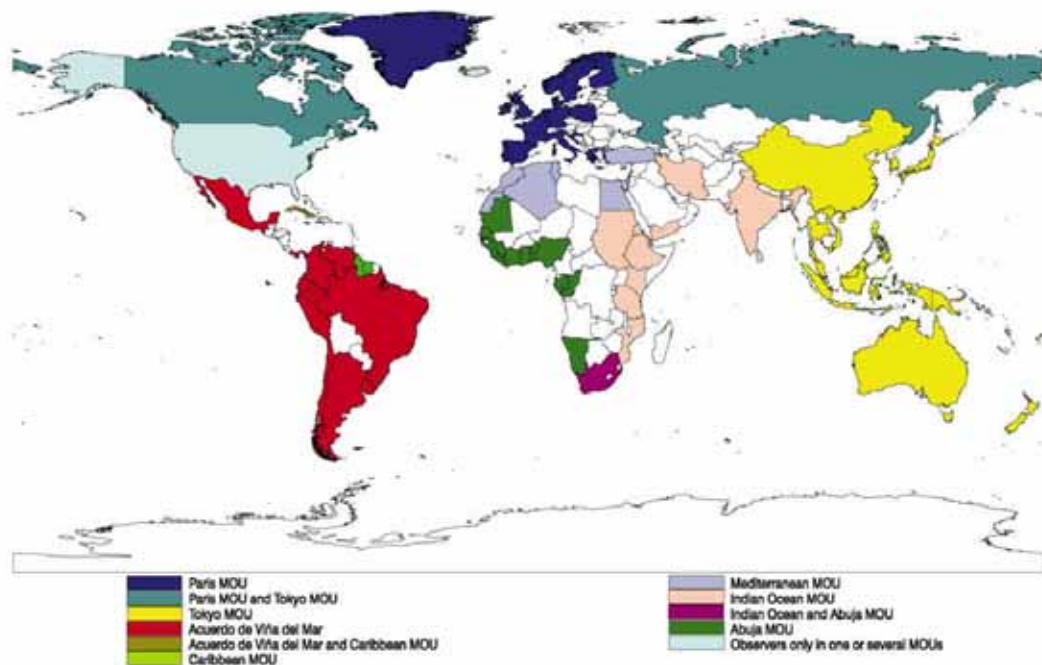 Paris MOU
Paris MOU and Tokyo MOU
Tokyo MOU
Acuerdo de Viña del Mar
Acuerdo de Viña del Mar and Caribbean MOU
Caribbean MOU
Mediterranean MOU
Indian Ocean MOU
Indian Ocean and Abuja MOU
Abuja MOU
Observers only in one or several MOUs